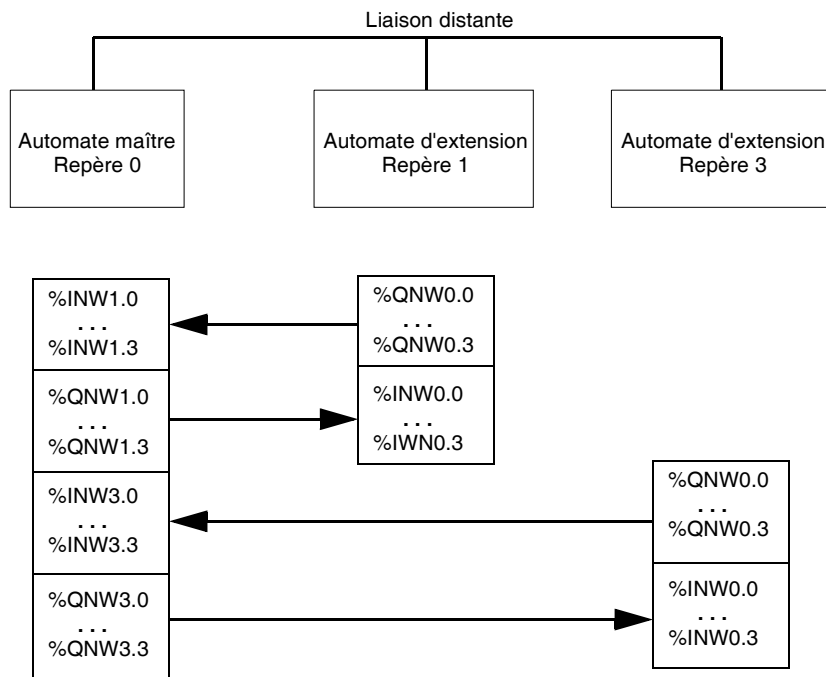 Liaison distante
Automate maître
Repère 0
Automate d'extension
Repère 1
Automate d'extension
Repère 3
%INW1.0
...
%INW1.3
%QNW0.0
...
%QNW0.3
%QNW1.0
...
%QNW1.3
%INW0.0
...
%IWN0.3
%INW3.0
...
%INW3.3
%QNW0.0
...
%QNW0.3
%QNW3.0
...
%QNW3.3
%INW0.0
...
%INW0.3